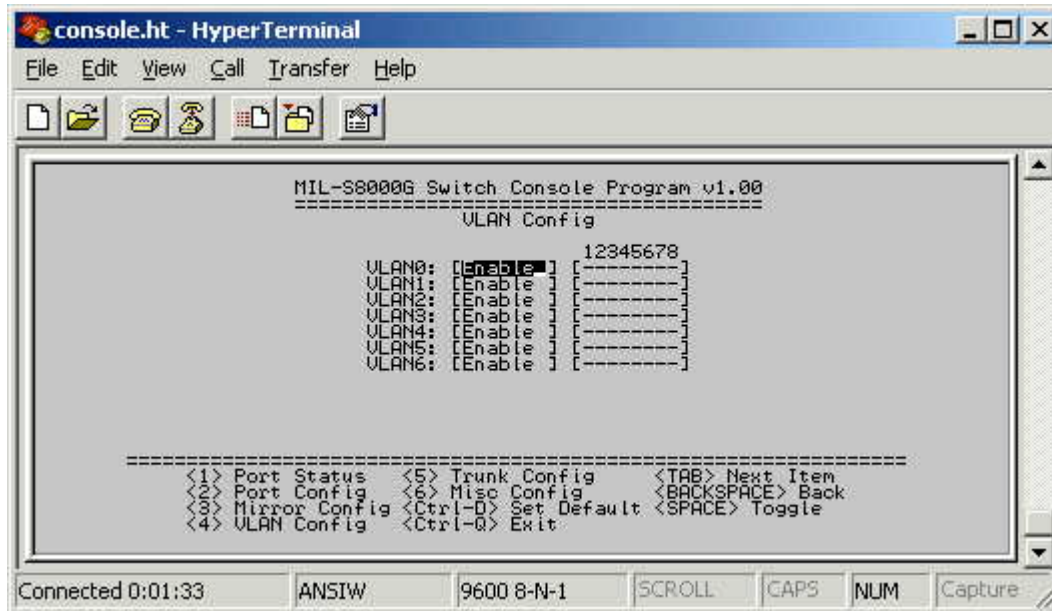 console.ht - HyperTerminal
File Edit View Call Transfer Help
MIL-S8000G Switch Console Program v1.00
=======================================
VLAN Config
12345678
VLAN0: [Enable ] [--------]
VLAN1: [Enable ] [--------]
VLAN2: [Enable ] [--------]
VLAN3: [Enable ] [--------]
VLAN4: [Enable ] [--------]
VLAN5: [Enable ] [--------]
VLAN6: [Enable ] [--------]
=================================================================
<1> Port Status <5> Trunk Config <TAB> Next Item
<2> Port Config <6> Misc Config <BACKSPACE> Back
<3> Mirror Config <Ctrl-D> Set Default <SPACE> Toggle
<4> VLAN Config <Ctrl-Q> Exit
Connected 0:01:33 ANSIW 9600 8-N-1 SCROLL CAPS NUM Capture